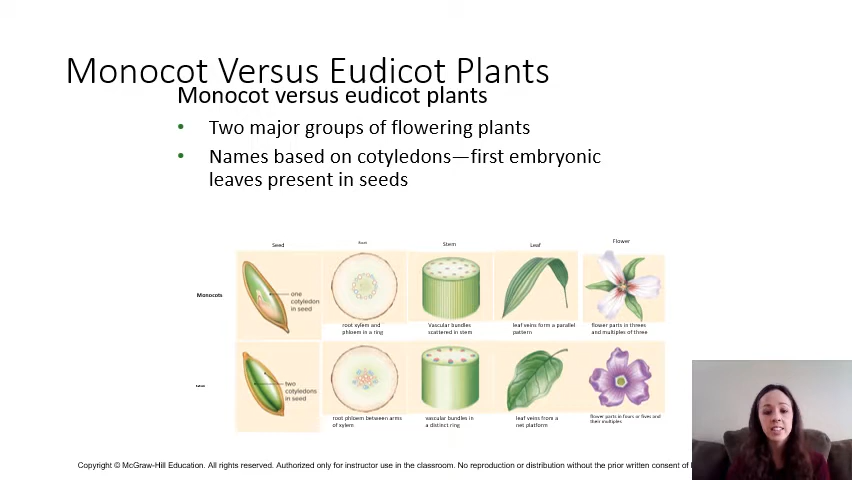 Monocot Versus Eudicot Plants
Monocot versus eudicot plants
• Two major groups of flowering plants
• Names based on cotyledons—first embryonic
leaves present in seeds
Seed Root Stem Leaf Flower
Monocots
one
cotyledon
in seed
root xylem and
phloem in a ring
Vascular bundles
scattered in stem
leaf veins form a parallel
pattern
flower parts in threes
and multiples of three
two
cotyledons
in seed
root phloem between arms
of xylem
vascular bundles in
a distinct ring
leaf veins from a
net platform
flower parts in fours or fives and
their multiples
Copyright © McGraw-Hill Education. All rights reserved. Authorized only for instructor use in the classroom. No reproduction or distribution without the prior written consent of